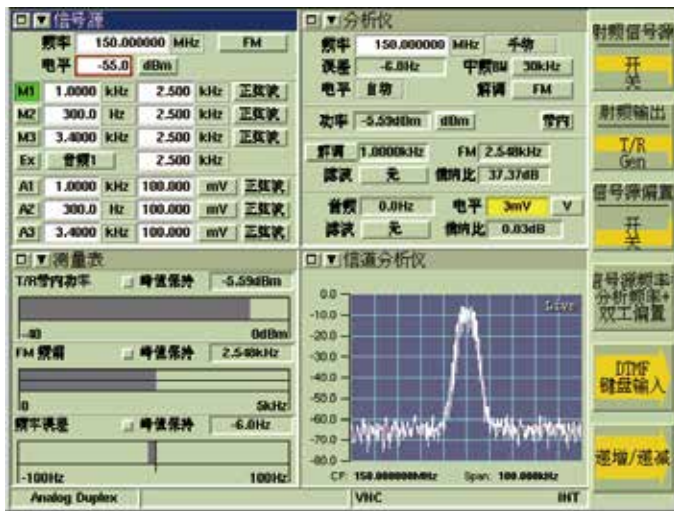 信号源
频率 150.000000 MHz FM
电平 -55.0 dBm
M1 1.0000 kHz 2.500 kHz 正弦波
M2 300.0 Hz 2.500 kHz 正弦波
M3 3.4000 kHz 2.500 kHz 正弦波
Ex 音频1 2.500 kHz
A1 1.0000 kHz 100.000 mV 正弦波
A2 300.0 Hz 100.000 mV 正弦波
A3 3.4000 kHz 100.000 mV 正弦波
分析仪
频率 150.000000 MHz 手动
误差 -6.0Hz 中频BW 30kHz
电平 自动 解调 FM
功率 -5.59dBm dBm 带内
解调 1.0000kHz FM 2.548kHz
滤波 无 信纳比 37.37dB
音频 0.0Hz 电平 3mV V
滤波 无 信纳比 0.03dB
测量表
T/R带内功率 峰值保持 -5.59dBm
-40 0dBm
FM 频偏 峰值保持 2.548kHz
0 5kHz
频率误差 峰值保持 -6.0Hz
-100Hz 100Hz
信道分析仪
Live
0.0
-10.0
-20.0
-30.0
-40.0
-50.0
-60.0
-70.0
-80.0
CF: 150.000000MHz Span: 100.000kHz
Analog Duplex VNC INT
射频信号源
开
关
射频输出
T/R
Gen
信号源偏置
开
关
信号源频率=
分析频率+
双工偏置
DTMF
键盘输入
递增/递减